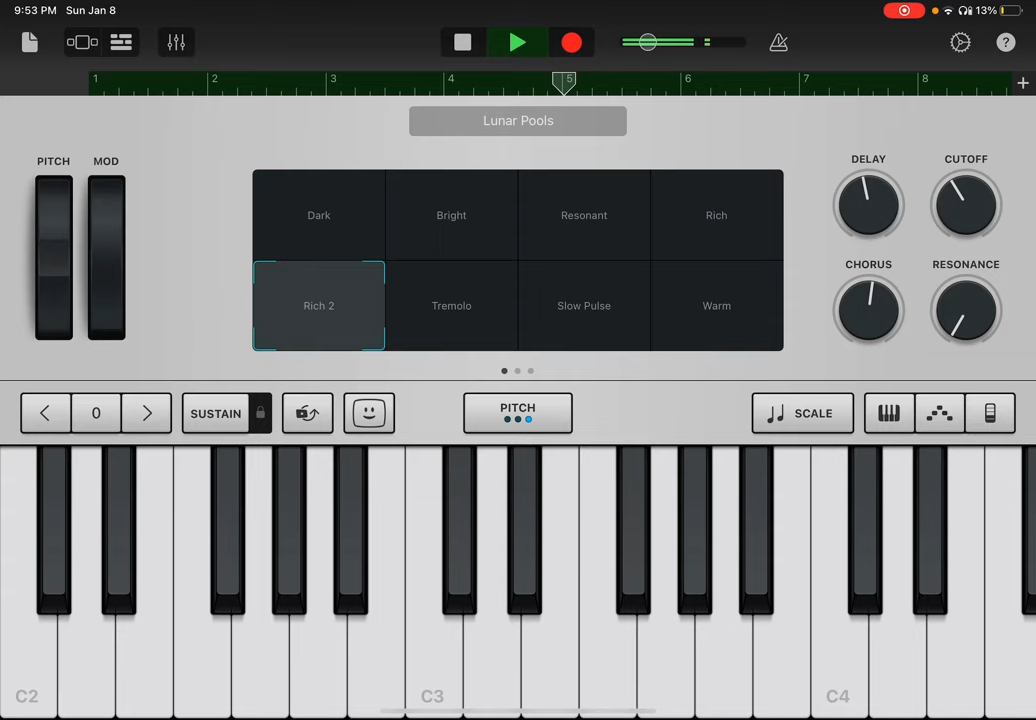 9:53 PM Sun Jan 8
13%
1 2 3 4 5 6 7 8 +
Lunar Pools
PITCH MOD
DELAY CUTOFF
Dark Bright Resonant Rich
CHORUS RESONANCE
Rich 2 Tremolo Slow Pulse Warm
0 SUSTAIN PITCH SCALE
C2 C3 C4